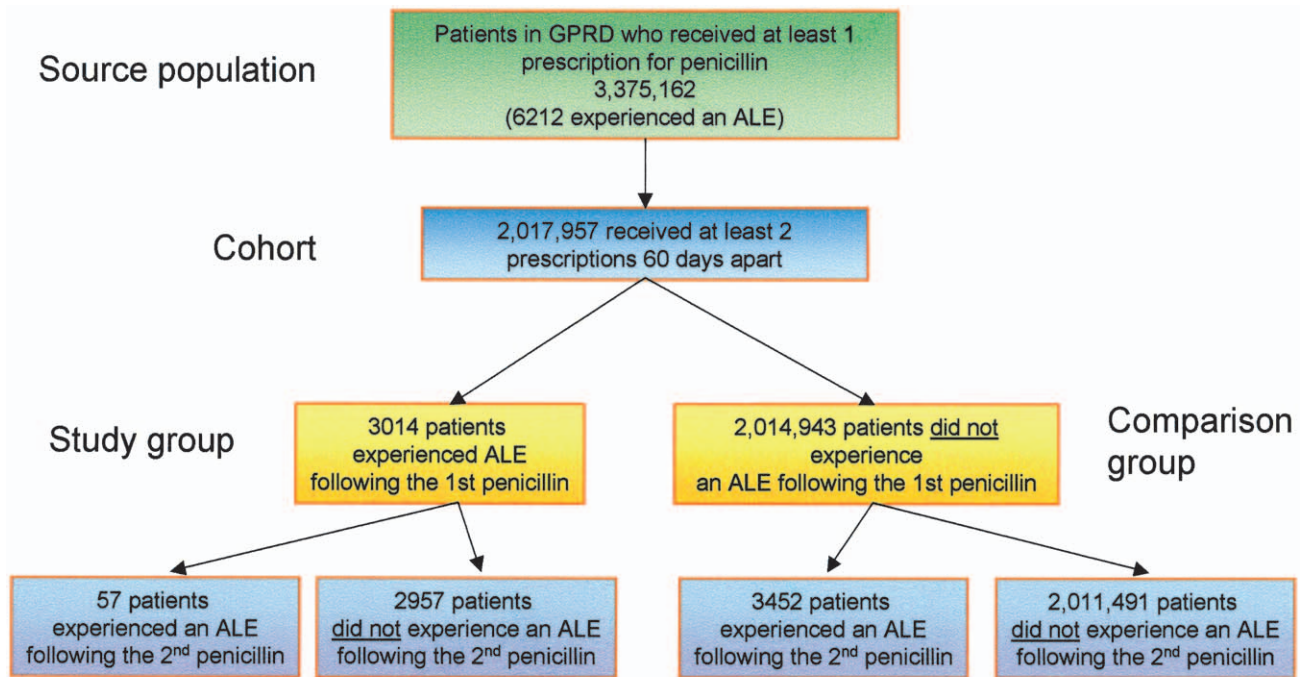 Source population
Patients in GPRD who received at least 1
prescription for penicillin
3,375,162
(6212 experienced an ALE)
Cohort
2,017,957 received at least 2
prescriptions 60 days apart
Study group
3014 patients
experienced ALE
following the 1st penicillin
2,014,943 patients did not
experience
an ALE following the 1st penicillin
Comparison
group
57 patients
experienced an ALE
following the 2nd penicillin
2957 patients
did not experience an ALE
following the 2nd penicillin
3452 patients
experienced an ALE
following the 2nd penicillin
2,011,491 patients
did not experience an ALE
following the 2nd penicillin